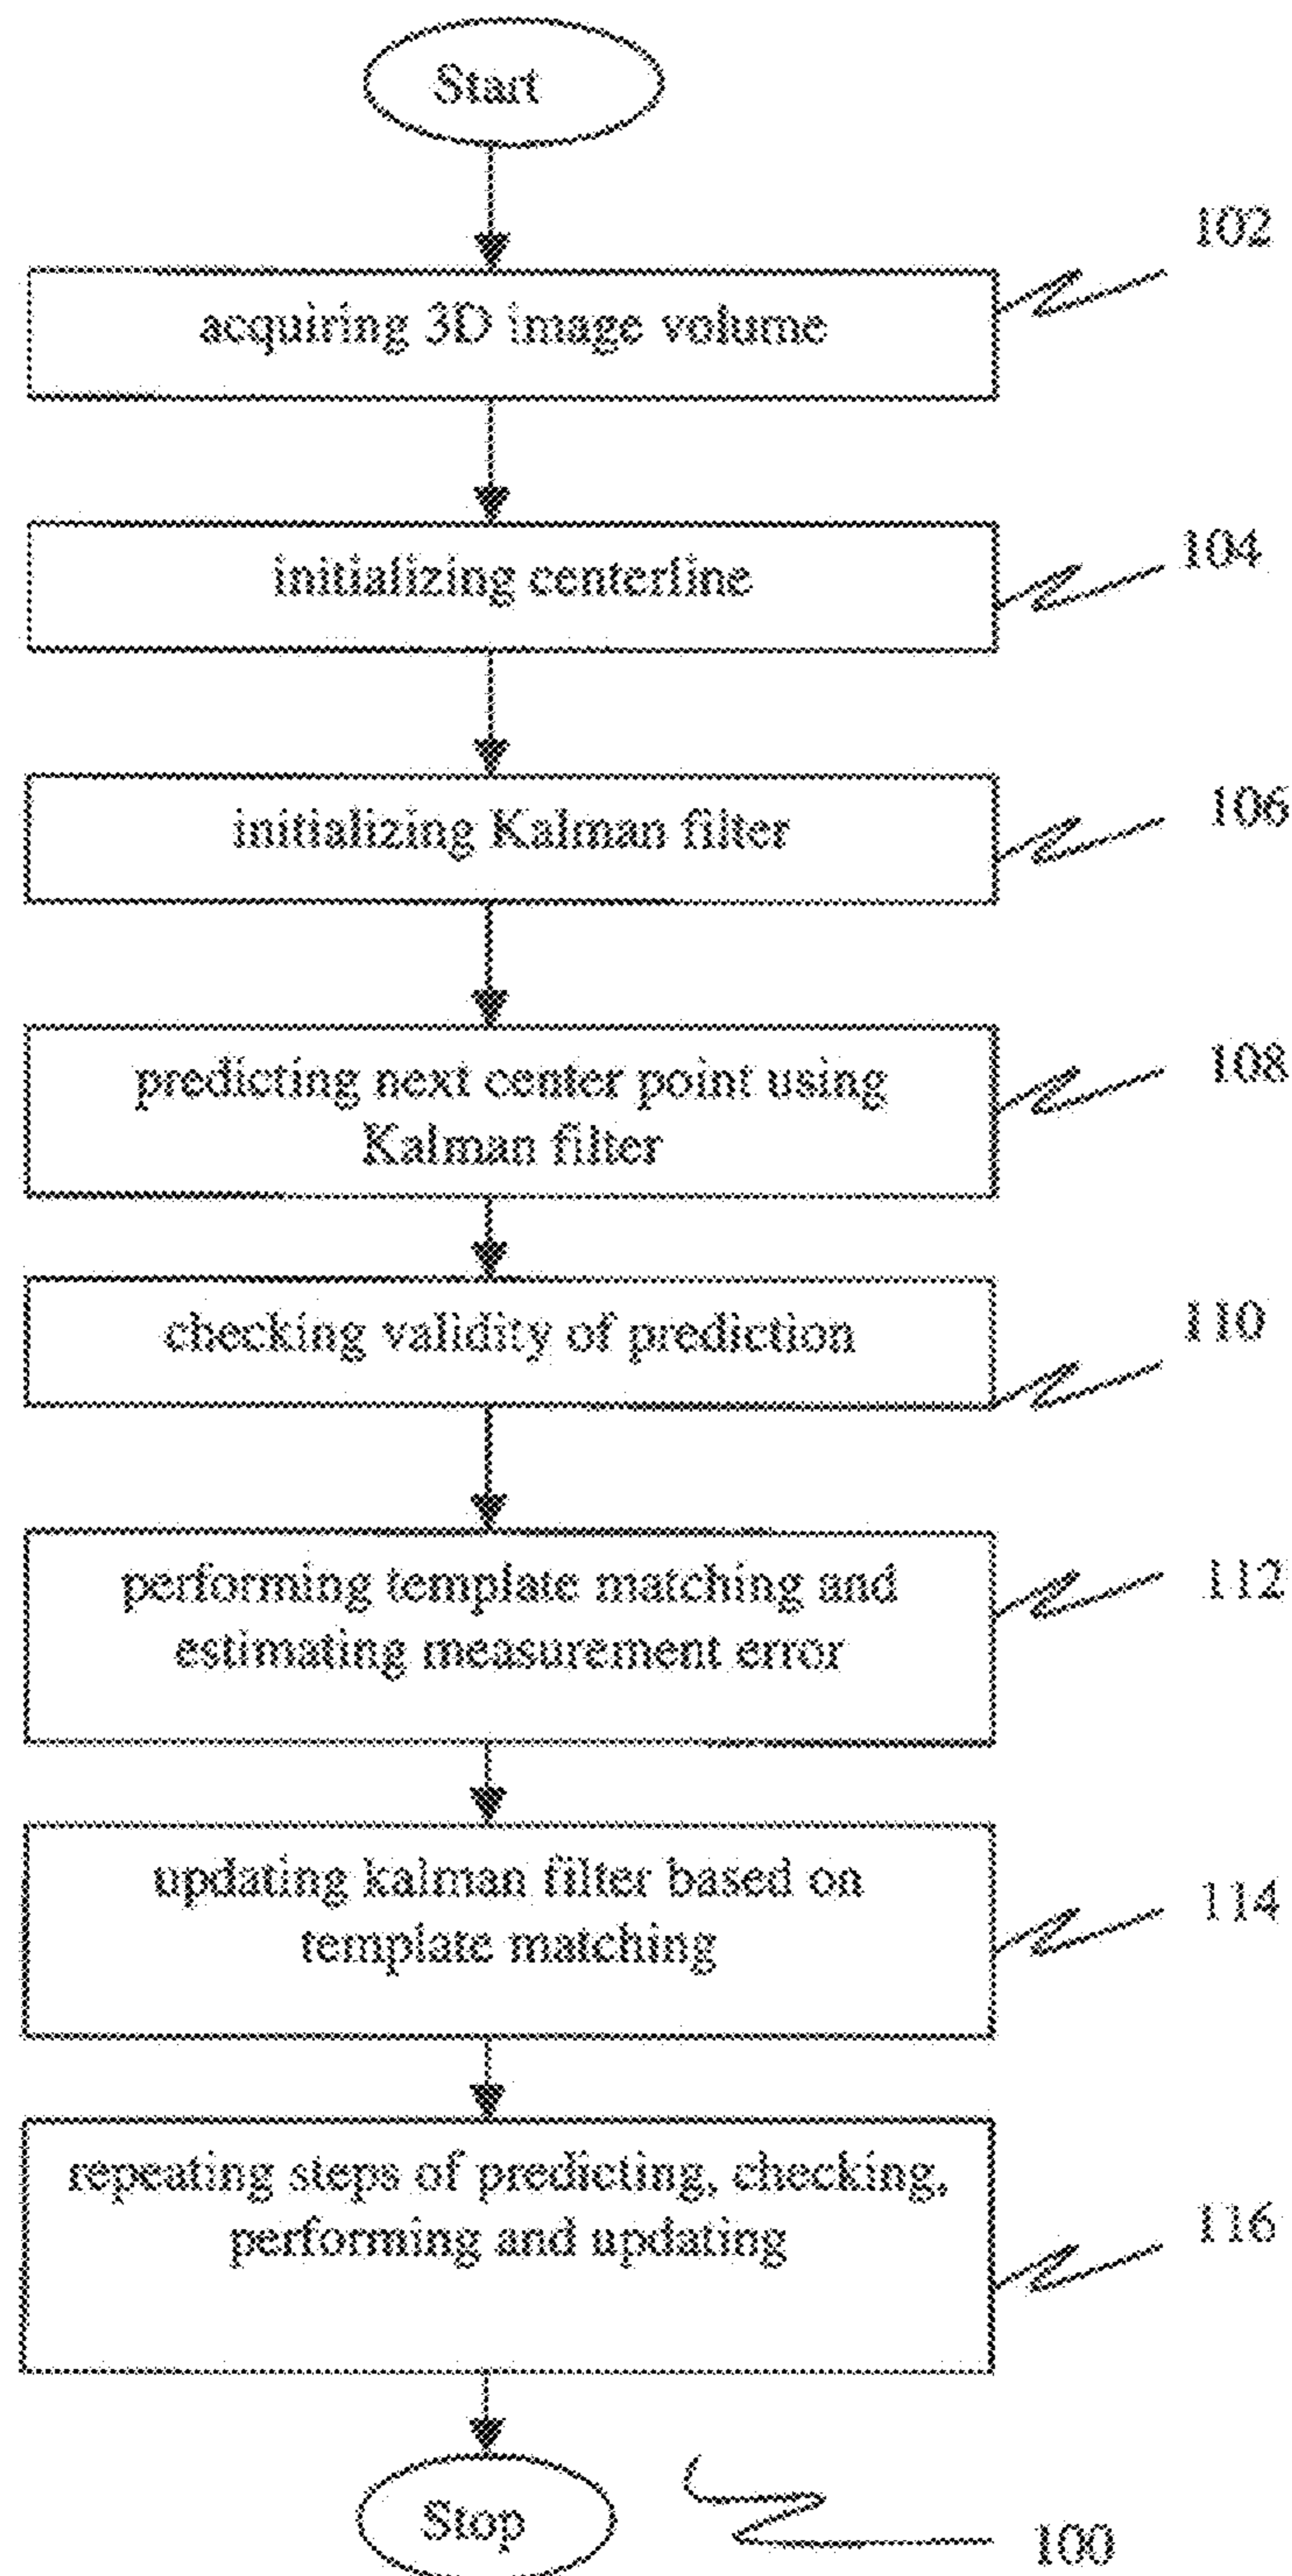 Start
102
acquiring 3D image volume
104
initializing centerline
106
initializing Kalman filter
108
predicting next center point using
Kalman filter
110
checking validity of prediction
112
performing template matching and
estimating measurement error
114
updating kalman filter based on
template matching
116
repeating steps of predicting, checking,
performing and updating
Stop
100